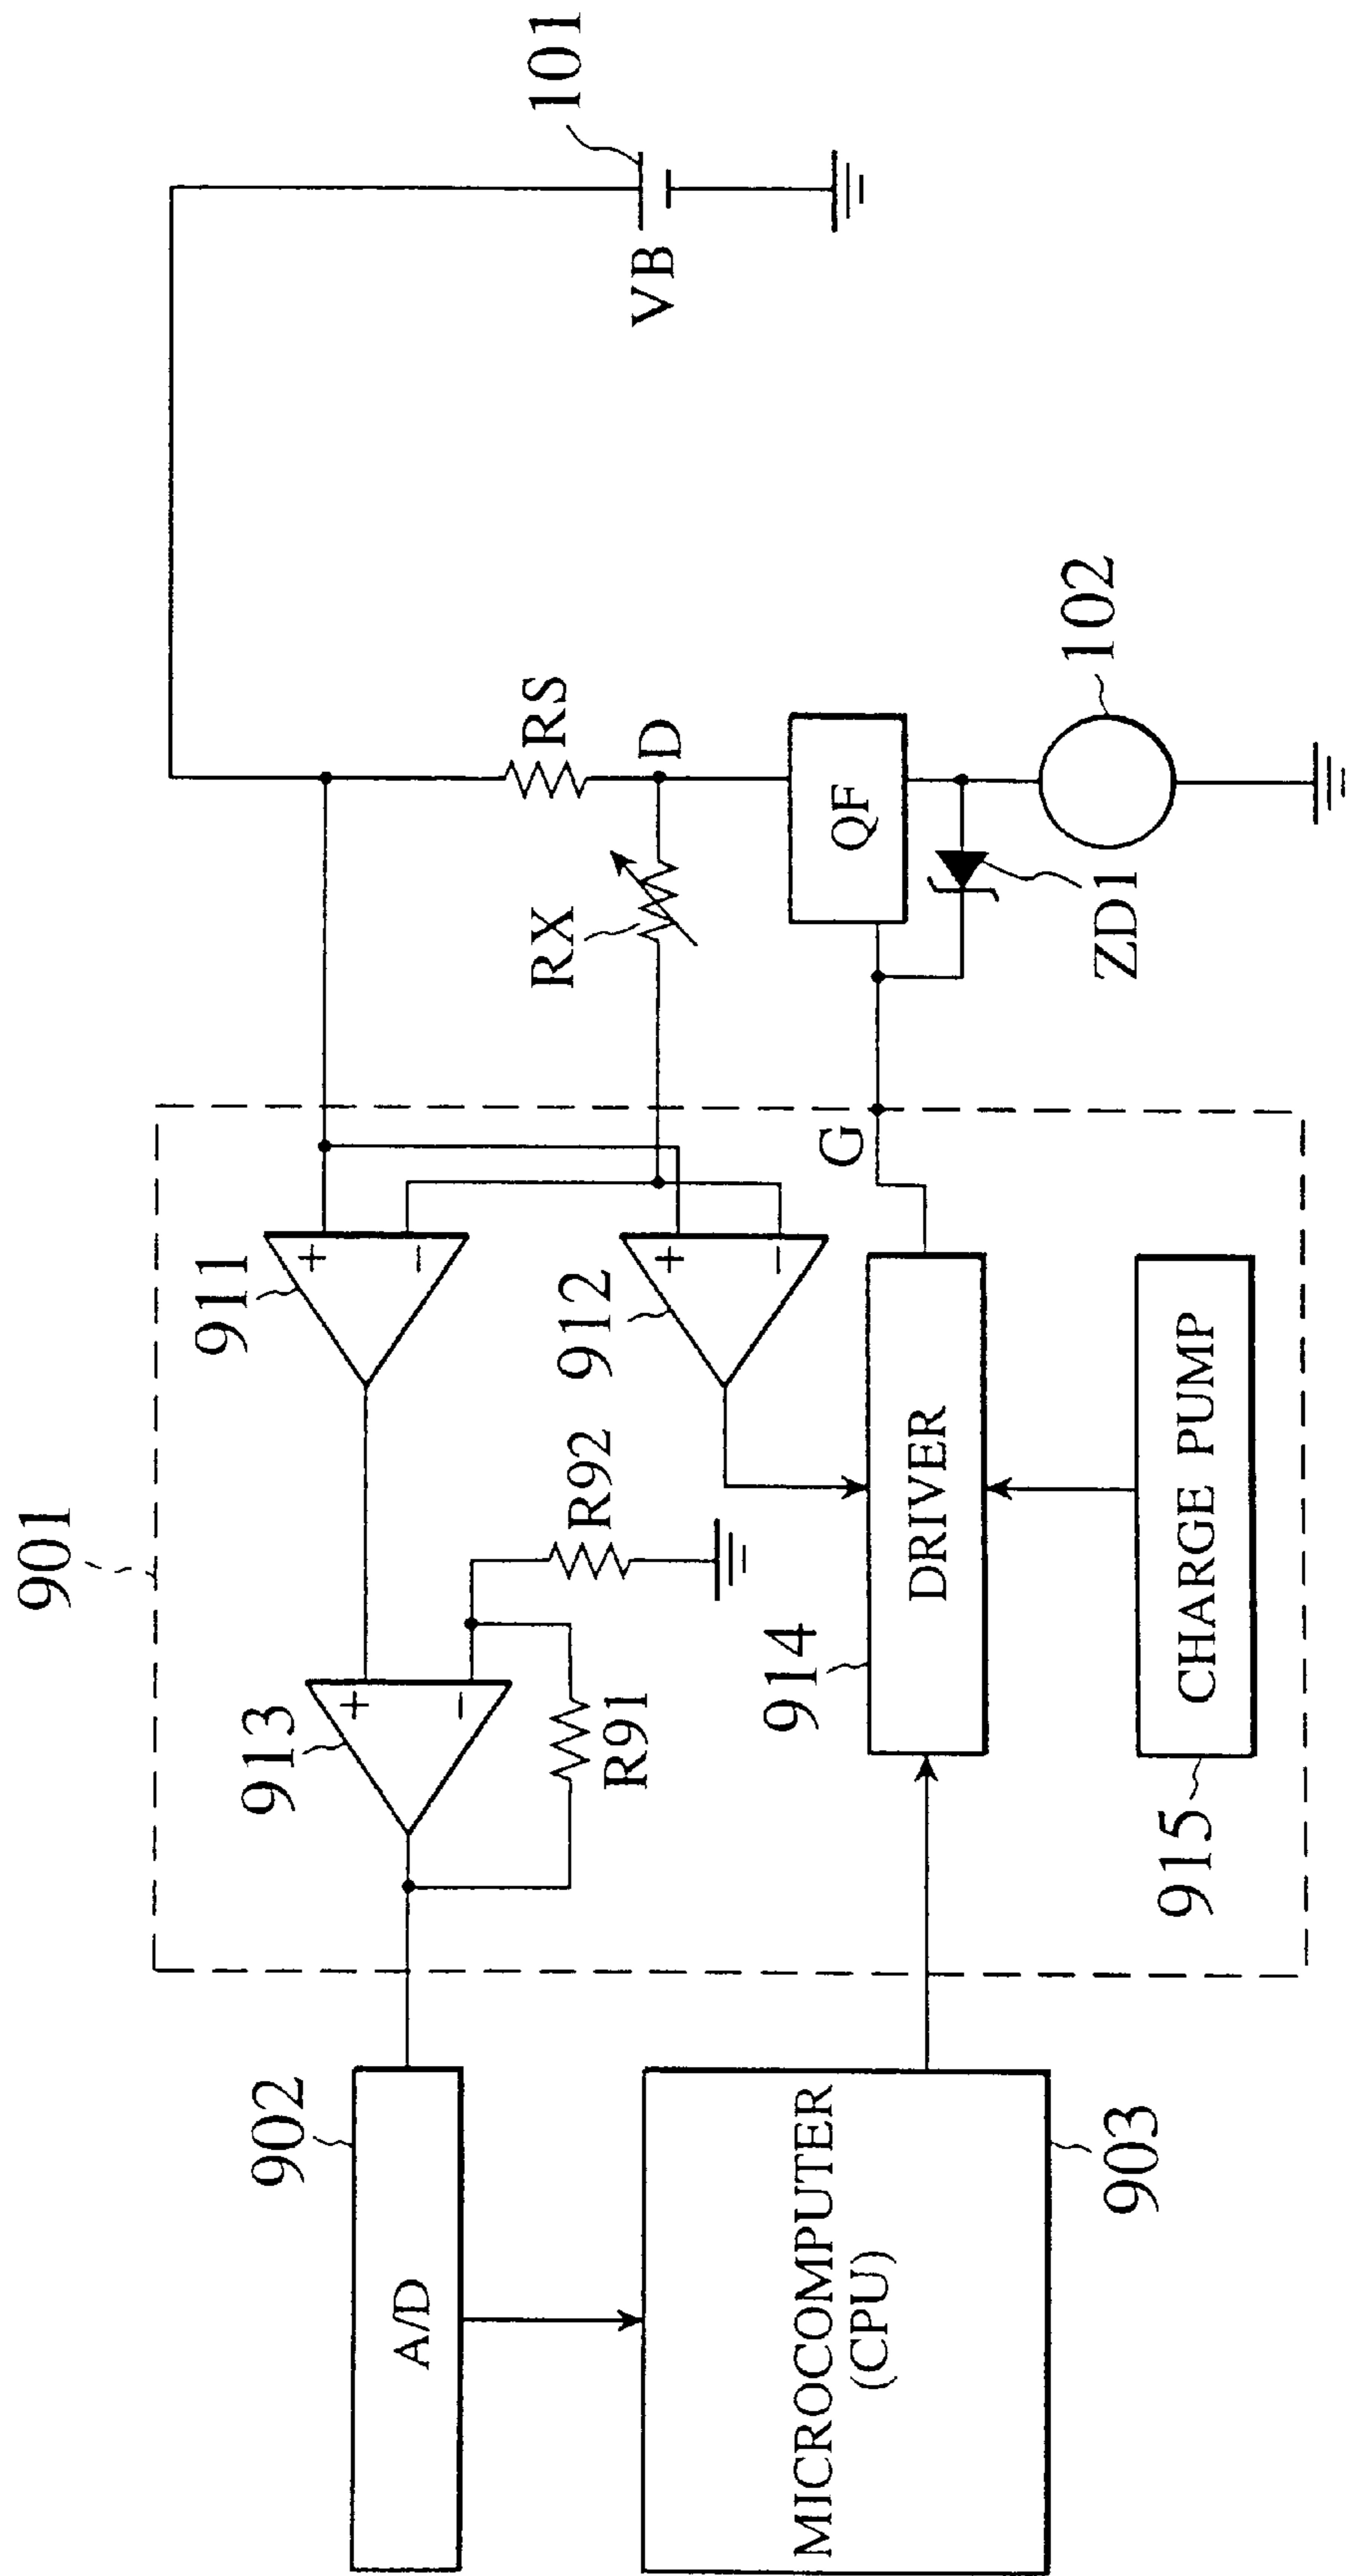 901
902
A/D
MICROCOMPUTER
(CPU)
903
913
+
−
R91
R92
911
+
−
912
+
−
914
DRIVER
915
CHARGE PUMP
G
RX
RS
D
QF
ZD1
102
101
VB